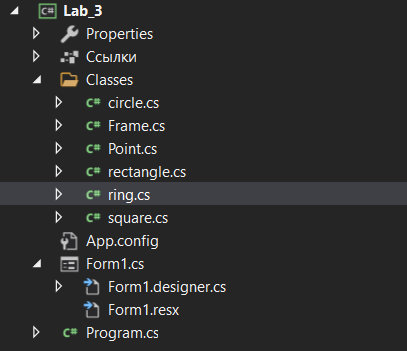 C# Lab_3
Properties
Ссылки
Classes
C# circle.cs
C# Frame.cs
C# Point.cs
C# rectangle.cs
C# ring.cs
C# square.cs
App.config
Form1.cs
Form1.designer.cs
Form1.resx
C# Program.cs